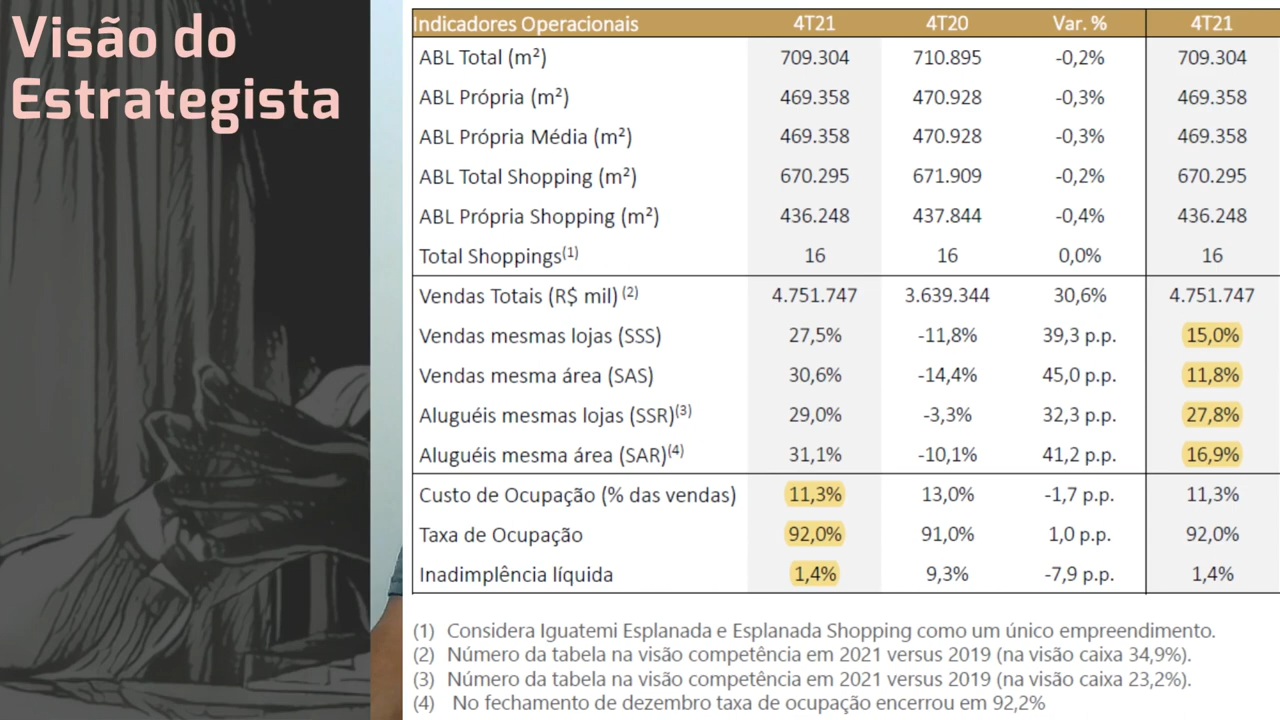 Visão do
Estrategista
Indicadores Operacionais 4T21 4T20 Var. % 4T21
ABL Total (m²) 709.304 710.895 -0,2% 709.304
ABL Própria (m²) 469.358 470.928 -0,3% 469.358
ABL Própria Média (m²) 469.358 470.928 -0,3% 469.358
ABL Total Shopping (m²) 670.295 671.909 -0,2% 670.295
ABL Própria Shopping (m²) 436.248 437.844 -0,4% 436.248
Total Shoppings(1) 16 16 0,0% 16
Vendas Totais (R$ mil) (2) 4.751.747 3.639.344 30,6% 4.751.747
Vendas mesmas lojas (SSS) 27,5% -11,8% 39,3 p.p. 15,0%
Vendas mesma área (SAS) 30,6% -14,4% 45,0 p.p. 11,8%
Aluguéis mesmas lojas (SSR)(3) 29,0% -3,3% 32,3 p.p. 27,8%
Aluguéis mesma área (SAR)(4) 31,1% -10,1% 41,2 p.p. 16,9%
Custo de Ocupação (% das vendas) 11,3% 13,0% -1,7 p.p. 11,3%
Taxa de Ocupação 92,0% 91,0% 1,0 p.p. 92,0%
Inadimplência líquida 1,4% 9,3% -7,9 p.p. 1,4%
(1) Considera Iguatemi Esplanada e Esplanada Shopping como um único empreendimento.
(2) Número da tabela na visão competência em 2021 versus 2019 (na visão caixa 34,9%).
(3) Número da tabela na visão competência em 2021 versus 2019 (na visão caixa 23,2%).
(4) No fechamento de dezembro taxa de ocupação encerrou em 92,2%